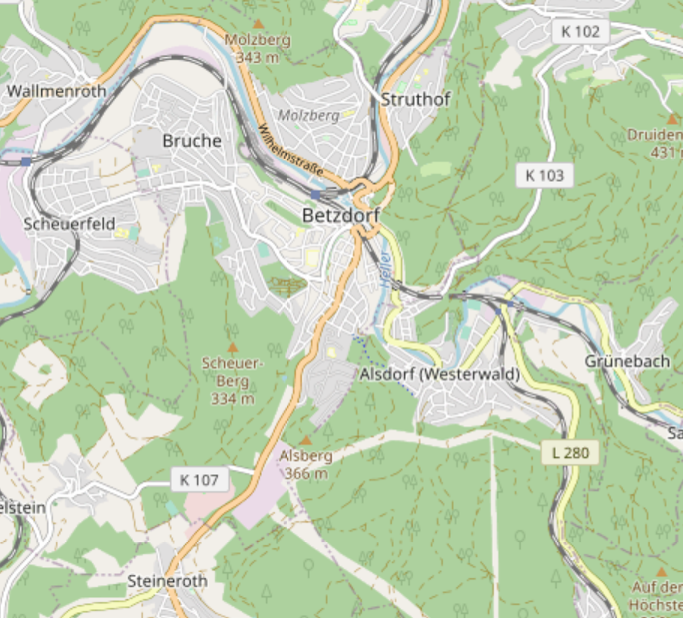 K 102
Molzberg
343 m
Wallmenroth
Struthof
Molzberg
Druiden
431
Bruche
Wilhelmstraße
K 103
Betzdorf
Scheuerfeld
Heller
Scheuer-
Berg
334 m
Grünebach
Alsdorf (Westerwald)
Sa
Alsberg
366 m
L 280
K 107
elstein
Steineroth
Auf der
Hochste